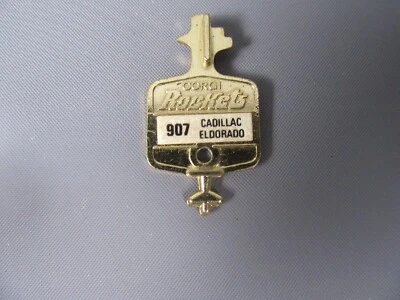 CORGI
Rockets
907 CADILLAC
ELDORADO